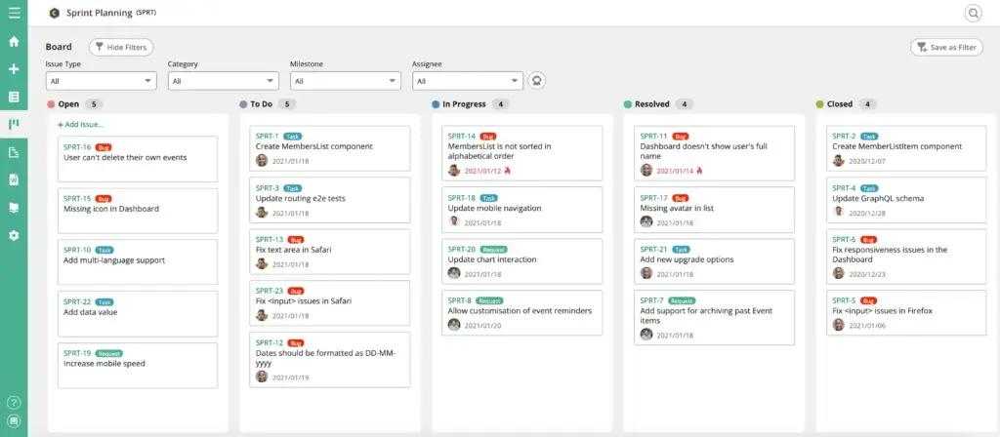 Sprint Planning (SPRT)
Board
Hide Filters
Save as Filter
Issue Type
Category
Milestone
Assignee
All
All
All
All
Open 5
+ Add Issue...
SPRT-16 Bug
User can't delete their own events
SPRT-15 Bug
Missing icon in Dashboard
SPRT-10 Task
Add multi-language support
SPRT-22 Task
Add data value
SPRT-19 Request
Increase mobile speed
To Do 5
SPRT-1 Task
Create MembersList component
2021/01/18
SPRT-3 Task
Update routing e2e tests
2021/01/18
SPRT-13 Bug
Fix text area in Safari
2021/01/18
SPRT-23 Bug
Fix <input> issues in Safari
2021/01/18
SPRT-12 Bug
Dates should be formatted as DD-MM-
yyyy
2021/01/19
In Progress 4
SPRT-14 Bug
MembersList is not sorted in
alphabetical order
2021/01/12
SPRT-18 Task
Update mobile navigation
2021/01/18
SPRT-20 Request
Update chart interaction
2021/01/18
SPRT-8 Request
Allow customisation of event reminders
2021/01/20
Resolved 4
SPRT-11 Bug
Dashboard doesn't show user's full
name
2021/01/14
SPRT-17 Bug
Missing avatar in list
2021/01/18
SPRT-21 Task
Add new upgrade options
2021/01/18
SPRT-7 Request
Add support for archiving past Event
items
2021/01/18
Closed 4
SPRT-2 Task
Create MemberListItem component
2020/12/07
SPRT-4 Task
Update GraphQL schema
2020/12/28
SPRT-6 Bug
Fix responsiveness issues in the
Dashboard
2020/12/23
SPRT-5 Bug
Fix <input> issues in Firefox
2021/01/06